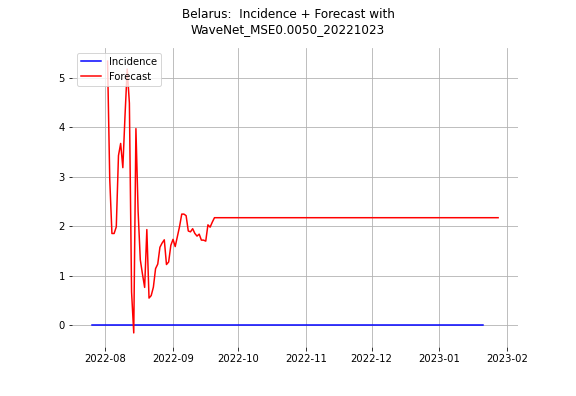 Belarus:  Incidence + Forecast with
WaveNet_MSE0.0050_20221023
Incidence
Forecast
5
4
3
2
1
0
2022-08 2022-09 2022-10 2022-11 2022-12 2023-01 2023-02